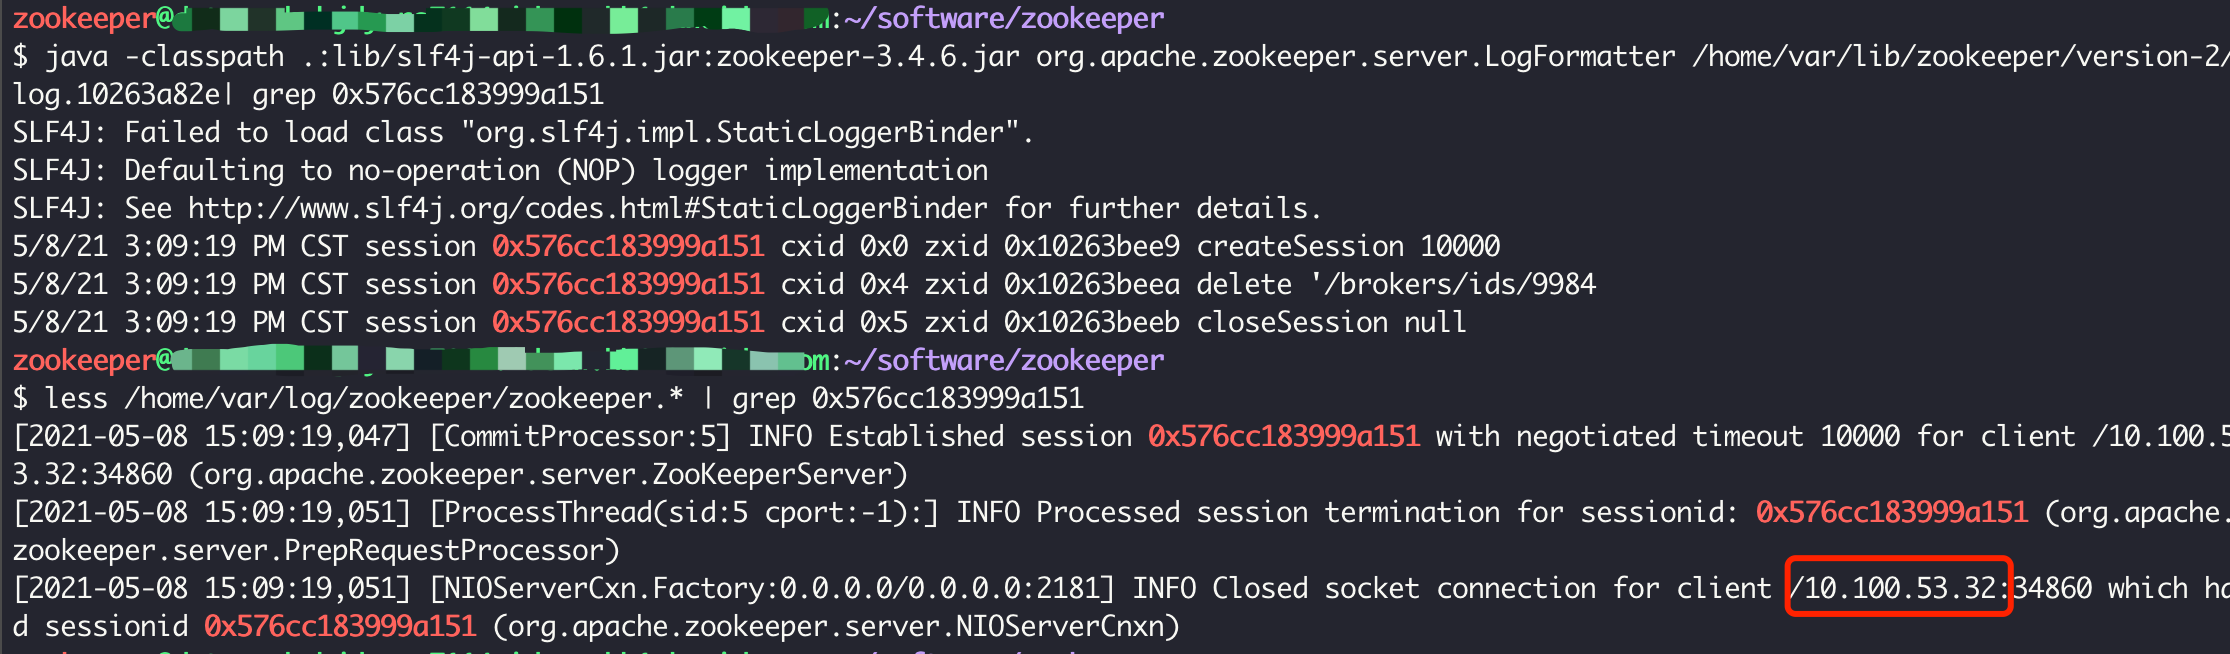 zookeeper@ om:~/software/zookeeper
$ java -classpath .:lib/slf4j-api-1.6.1.jar:zookeeper-3.4.6.jar org.apache.zookeeper.server.LogFormatter /home/var/lib/zookeeper/version-2/
log.10263a82e| grep 0x576cc183999a151
SLF4J: Failed to load class "org.slf4j.impl.StaticLoggerBinder".
SLF4J: Defaulting to no-operation (NOP) logger implementation
SLF4J: See http://www.slf4j.org/codes.html#StaticLoggerBinder for further details.
5/8/21 3:09:19 PM CST session 0x576cc183999a151 cxid 0x0 zxid 0x10263bee9 createSession 10000
5/8/21 3:09:19 PM CST session 0x576cc183999a151 cxid 0x4 zxid 0x10263beea delete '/brokers/ids/9984
5/8/21 3:09:19 PM CST session 0x576cc183999a151 cxid 0x5 zxid 0x10263beeb closeSession null
zookeeper@ om:~/software/zookeeper
$ less /home/var/log/zookeeper/zookeeper.* | grep 0x576cc183999a151
[2021-05-08 15:09:19,047] [CommitProcessor:5] INFO Established session 0x576cc183999a151 with negotiated timeout 10000 for client /10.100.5
3.32:34860 (org.apache.zookeeper.server.ZooKeeperServer)
[2021-05-08 15:09:19,051] [ProcessThread(sid:5 cport:-1):] INFO Processed session termination for sessionid: 0x576cc183999a151 (org.apache.
zookeeper.server.PrepRequestProcessor)
[2021-05-08 15:09:19,051] [NIOServerCxn.Factory:0.0.0.0/0.0.0.0:2181] INFO Closed socket connection for client /10.100.53.32:34860 which ha
d sessionid 0x576cc183999a151 (org.apache.zookeeper.server.NIOServerCnxn)